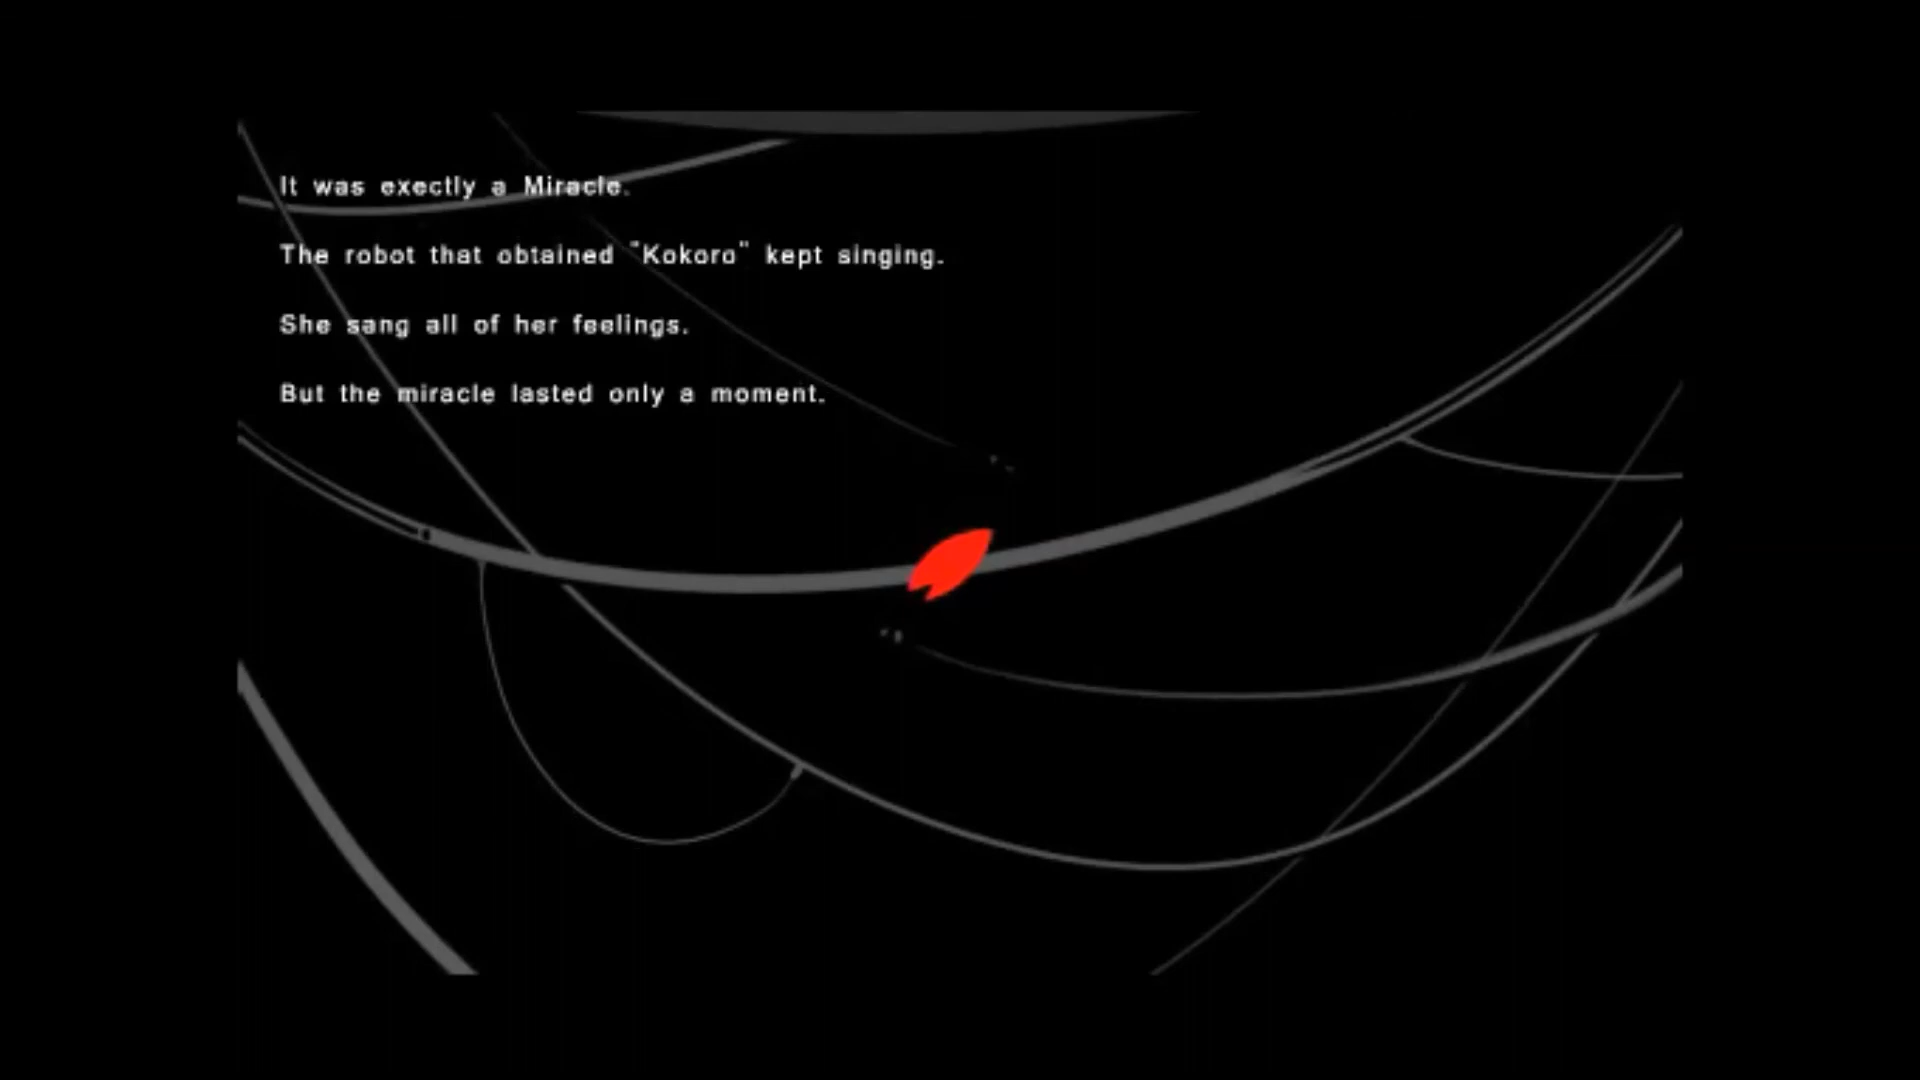 It was exectly a Miracle.
The robot that obtained "Kokoro" kept singing.
She sang all of her feelings.
But the miracle lasted only a moment.